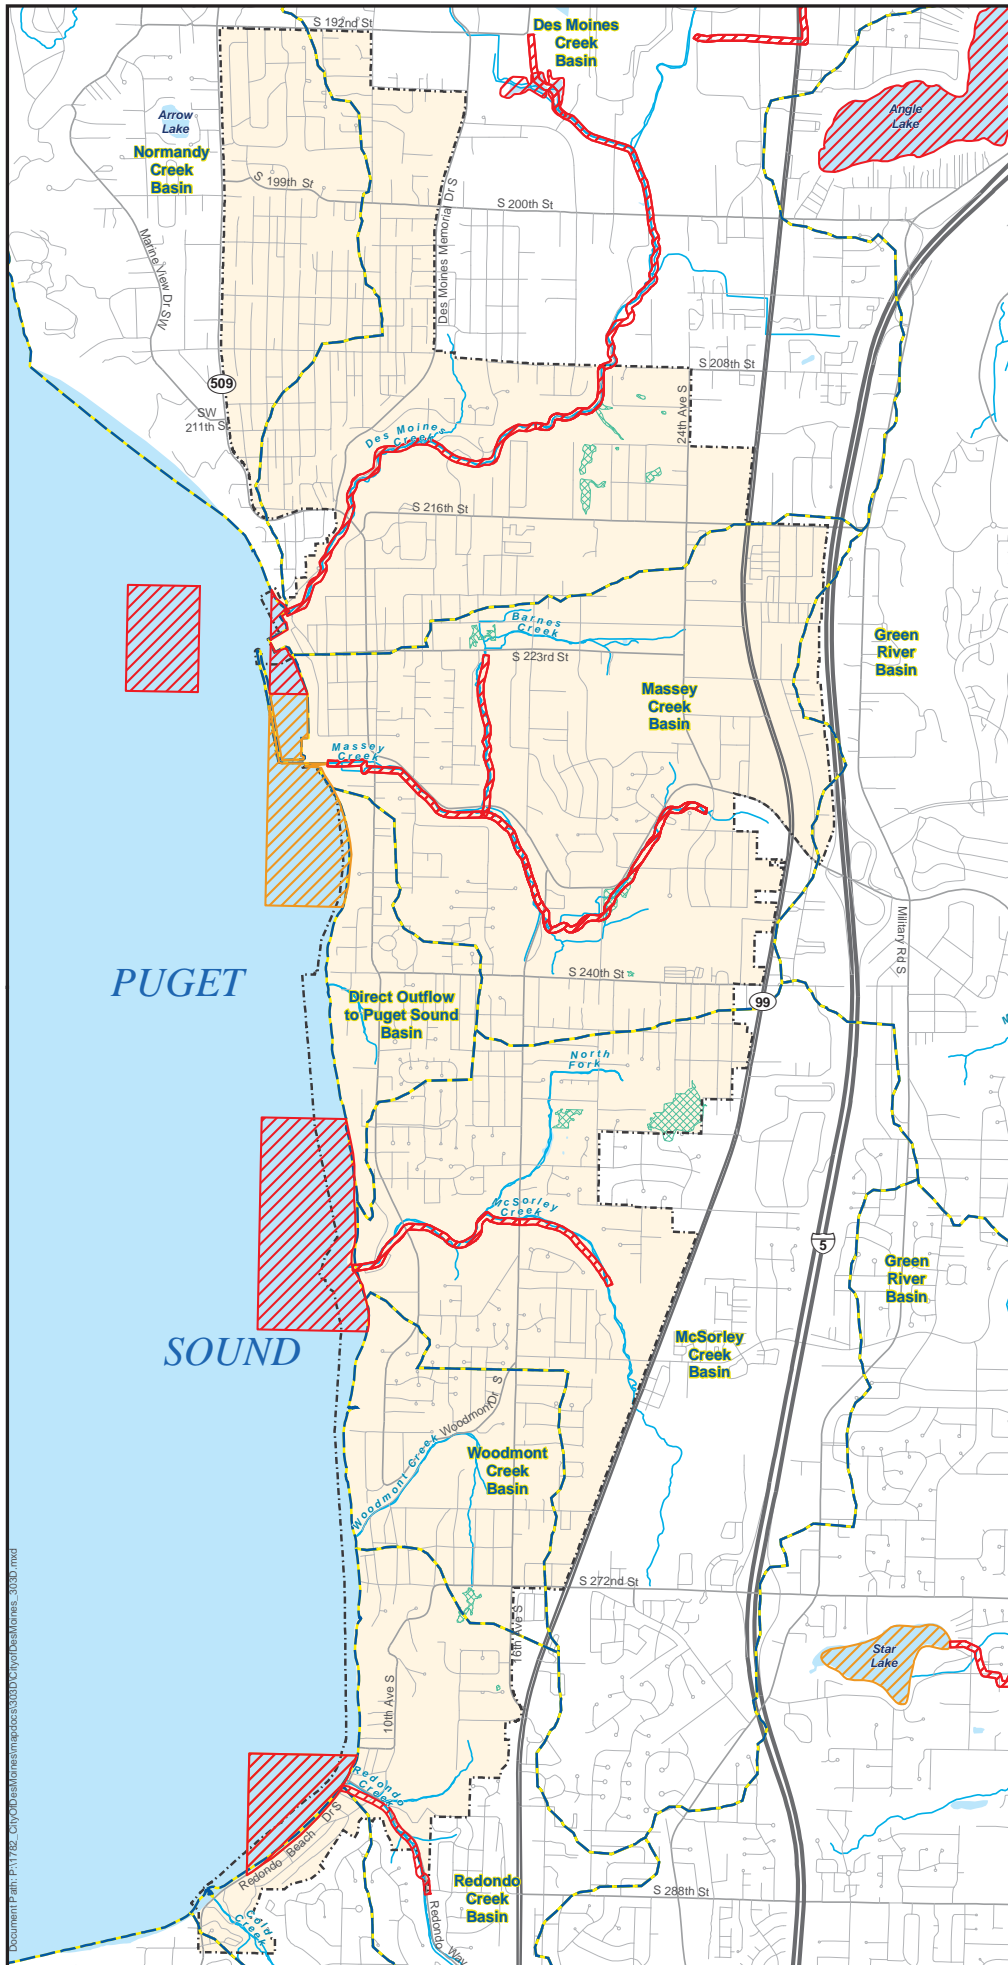 S 192nd St
Des Moines
Creek
Basin
Arrow
Lake
Angle
Lake
Normandy
Creek
Basin
S 199th St
S 200th St
Des Moines Memorial Dr S
Marine View Dr SW
S 208th St
509
24th Ave S
SW
211th S
Des Moines
Creek
S 216th St
Barnes
Creek
S 223rd St
Green
River
Basin
Massey
Creek
Basin
Massey
Creek
Military Rd S
S 240th St
PUGET
Direct Outflow
to Puget Sound
Basin
99
North
Fork
McSorley
Creek
5
Green
River
Basin
SOUND
McSorley
Creek
Basin
Woodmont Dr S
Woodmont Creek
Woodmont
Creek
Basin
S 272nd St
16th Ave S
Star
Lake
10th Ave S
Redondo
Creek
Redondo Beach Dr S
Redondo
Creek
Basin
S 288th St
Cold
Creek
Redondo Way
Document Path: P:\1782_CityOfDesMoines\mapdocs\303D\CityofDesMoines_303D.mxd